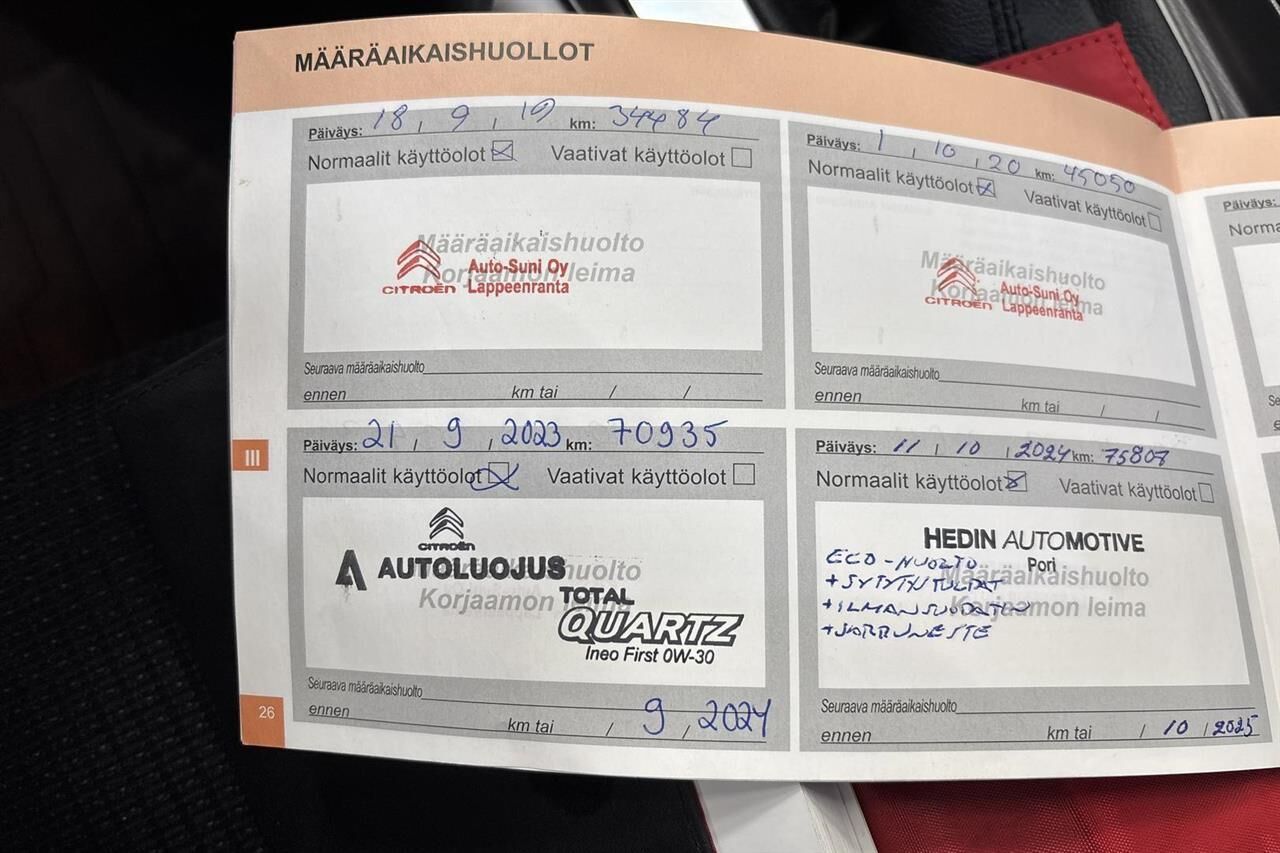 MÄÄRÄAIKAISHUOLLOT
Päiväys: 18 , 9 , 19 km: 34484
Normaalit käyttöolot Vaativat käyttöolot
Määräaikaishuolto
Korjaamon leima
CITROËN
Auto-Suni Oy
Lappeenranta
Seuraava määräaikaishuolto
ennen km tai / /
Päiväys: 1 , 10 , 20 km: 45050
Normaalit käyttöolot Vaativat käyttöolot
Määräaikaishuolto
Korjaamon leima
CITROËN
Auto-Suni Oy
Lappeenranta
Seuraava määräaikaishuolto
ennen km tai / /
III
Päiväys: 21 , 9 , 2023 km: 70935
Normaalit käyttöolot Vaativat käyttöolot
CITROËN
AUTOLUOJUS
Korjaamon leima
TOTAL
QUARTZ
Ineo First 0W-30
Seuraava määräaikaishuolto
ennen km tai / 9 / 2024
Päiväys: 11 / 10 / 2024 km: 75807
Normaalit käyttöolot Vaativat käyttöolot
HEDIN AUTOMOTIVE
Pori
Määräaikaishuolto
Korjaamon leima
ECO-HUOLTO
+SYTYTYSTULPAT
+ILMANSUODATIN
+JARRUNESTE
Seuraava määräaikaishuolto
ennen km tai / 10 / 2025
26
Päiväys: